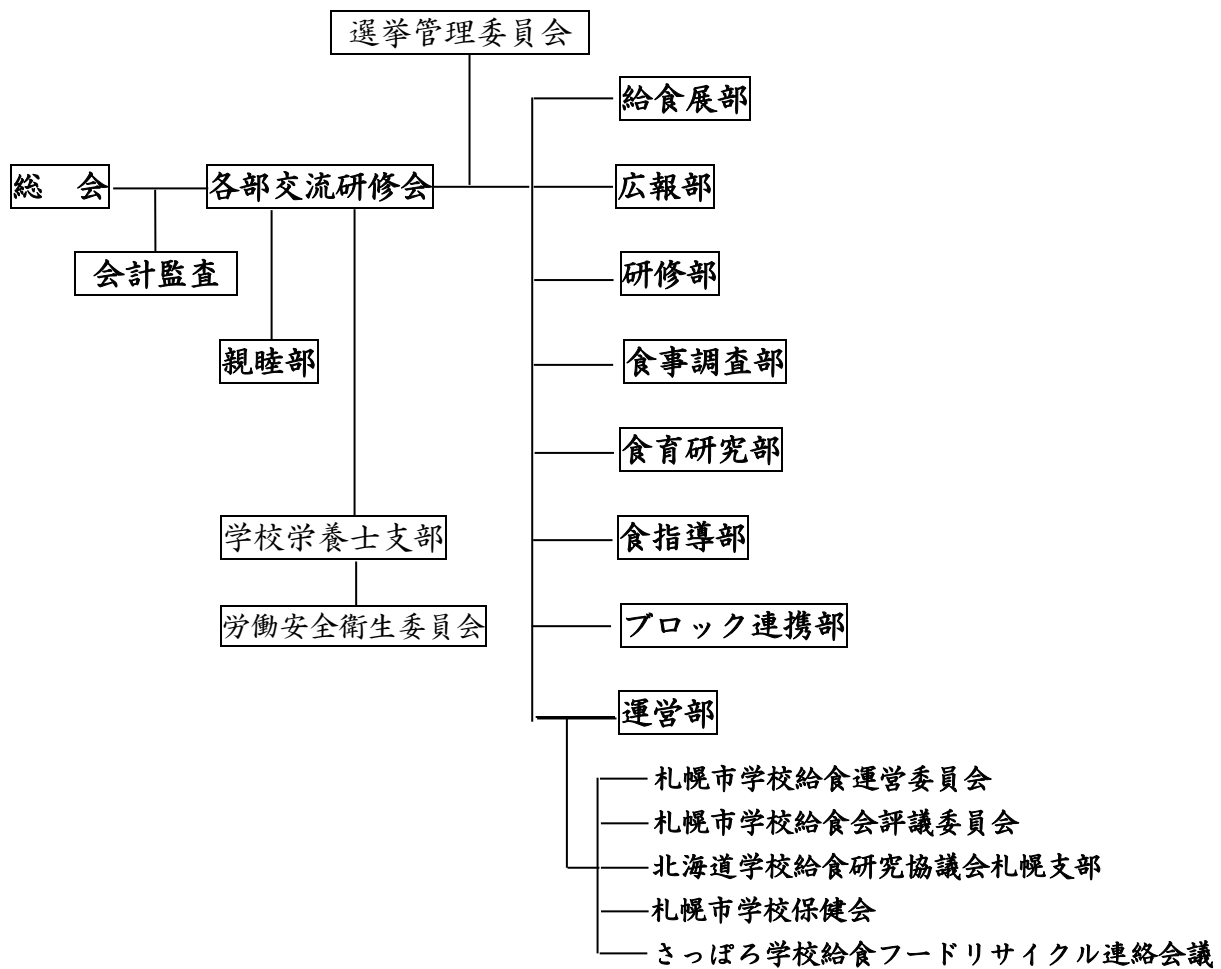 選挙管理委員会
給食展部
総　会
各部交流研修会
広報部
会計監査
研修部
親睦部
食事調査部
食育研究部
学校栄養士支部
食指導部
労働安全衛生委員会
ブロック連携部
運営部
札幌市学校給食運営委員会
札幌市学校給食会評議委員会
北海道学校給食研究協議会札幌支部
札幌市学校保健会
さっぽろ学校給食フードリサイクル連絡会議